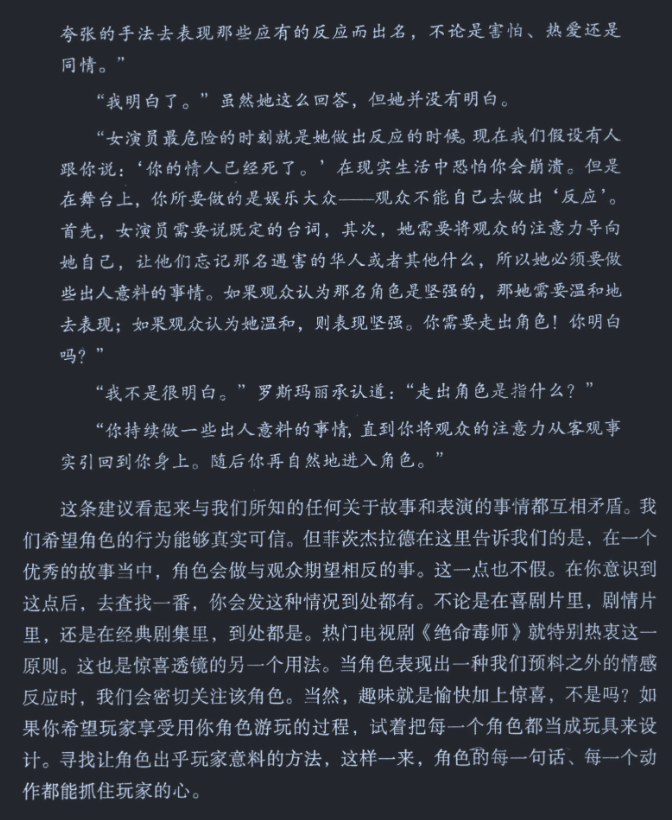 夸张的手法去表现那些应有的反应而出名，不论是害怕、热爱还是
同情。”
“我明白了。”虽然她这么回答，但她并没有明白。
“女演员最危险的时刻就是她做出反应的时候。现在我们假设有人
跟你说：‘你的情人已经死了。’在现实生活中恐怕你会崩溃。但是
在舞台上，你所要做的是娱乐大众——观众不能自己去做出‘反应’。
首先，女演员需要说既定的台词，其次，她需要将观众的注意力导向
她自己，让他们忘记那名遇害的华人或者其他什么，所以她必须要做
些出人意料的事情。如果观众认为那名角色是坚强的，那她需要温和地
去表现；如果观众认为她温和，则表现坚强。你需要走出角色！你明白
吗？”
“我不是很明白。”罗斯玛丽承认道：“走出角色是指什么？”
“你持续做一些出人意料的事情，直到你将观众的注意力从客观事
实引回到你身上。随后你再自然地进入角色。”
这条建议看起来与我们所知的任何关于故事和表演的事情都互相矛盾。我
们希望角色的行为能够真实可信。但菲茨杰拉德在这里告诉我们的是，在一个
优秀的故事当中，角色会做与观众期望相反的事。这一点也不假。在你意识到
这点后，去查找一番，你会发这种情况到处都有。不论是在喜剧片里，剧情片
里，还是在经典剧集里，到处都是。热门电视剧《绝命毒师》就特别热衷这一
原则。这也是惊喜透镜的另一个用法。当角色表现出一种我们预料之外的情感
反应时，我们会密切关注该角色。当然，趣味就是愉快加上惊喜，不是吗？如
果你希望玩家享受用你角色游玩的过程，试着把每一个角色都当成玩具来设
计。寻找让角色出乎玩家意料的方法，这样一来，角色的每一句话、每一个动
作都能抓住玩家的心。